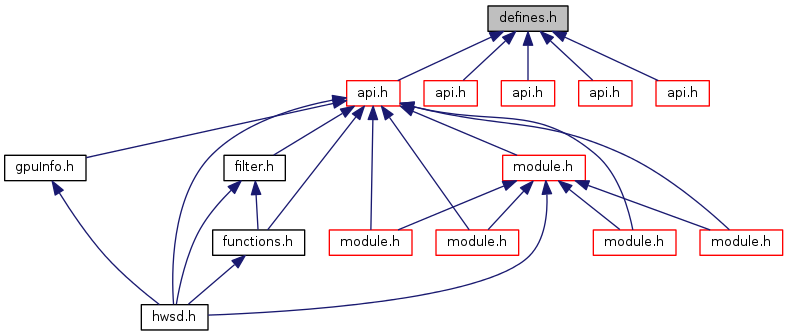 defines.h
api.h
api.h
api.h
api.h
api.h
gpuInfo.h
filter.h
module.h
functions.h
module.h
module.h
module.h
module.h
hwsd.h